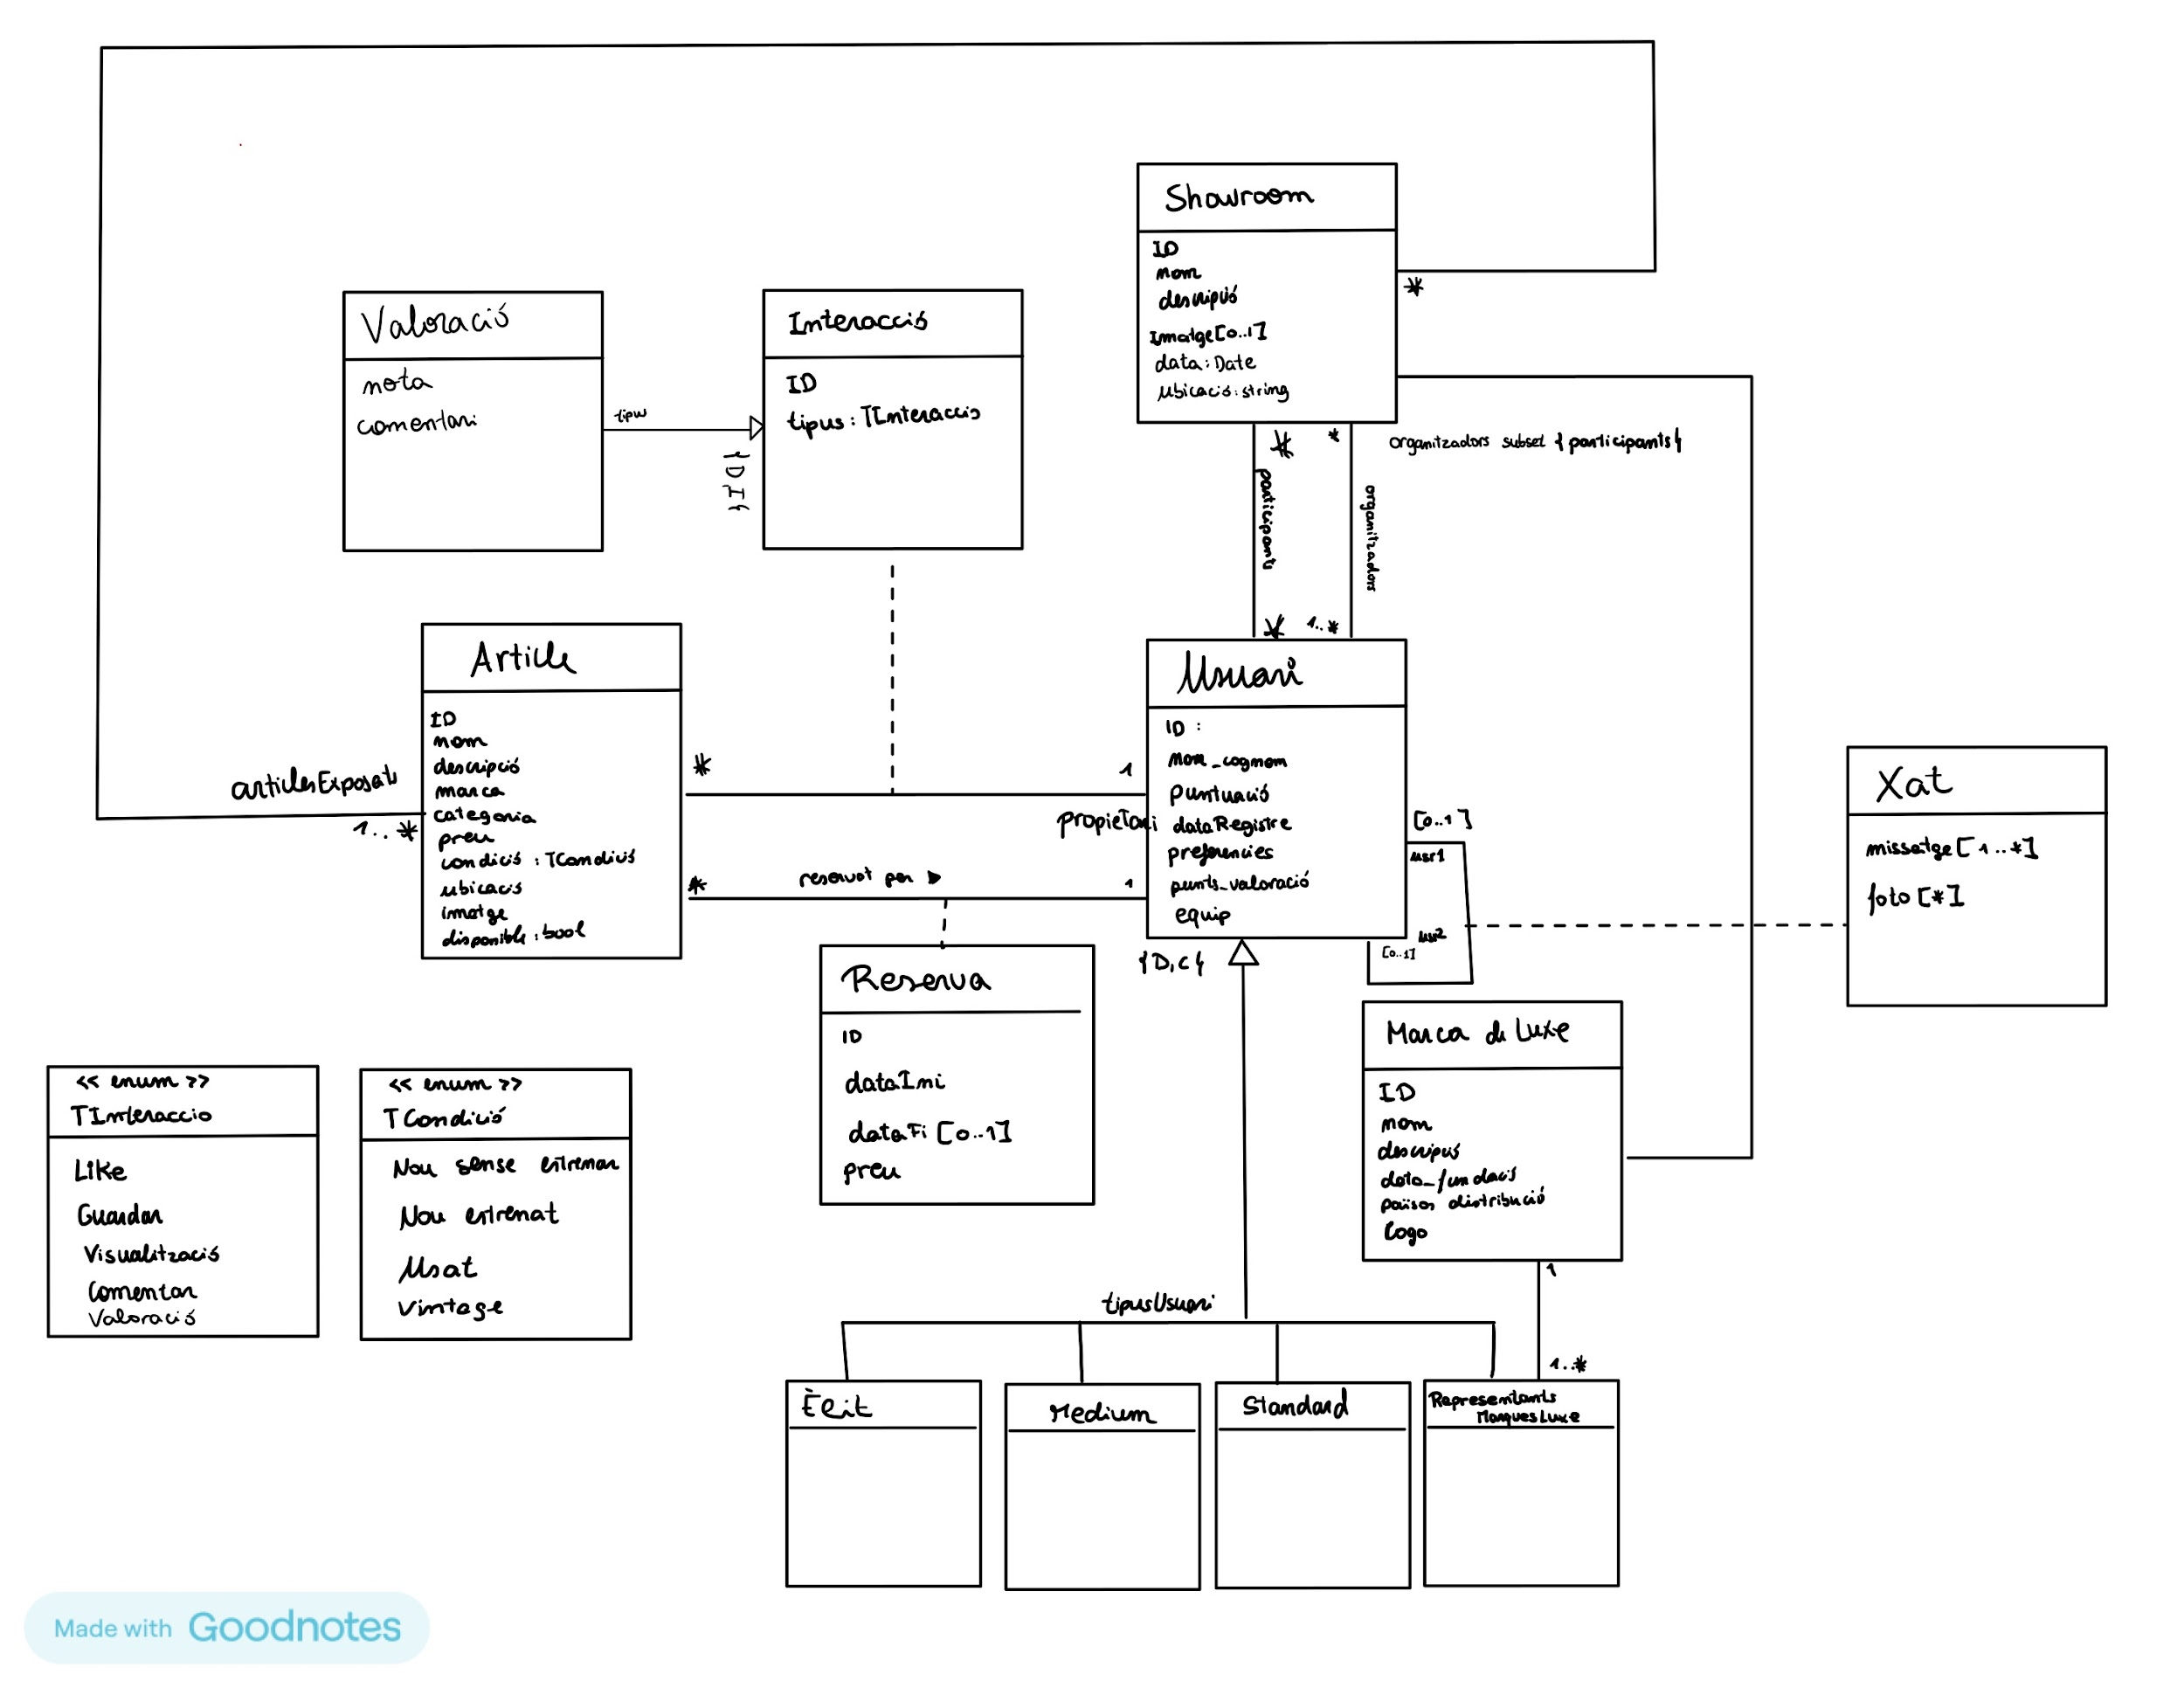 Showroom
ID
nom
descripció
Imatge[0..1]
data: Date
ubicació: string
*
Valoració
nota
comentari
tipus
{D,I}
Interacció
ID
tipus: TInteracció
*
*
organitzadors subset {participants}
participants
organitzadors
*
1..*
Article
ID
nom
descripció
marca
categoria
preu
condició: TCondició
ubicació
imatge
disponible: bool
articlesExposats
1..*
*
1
propietari
*
reservat per ▶
1
Usuari
ID :
nom_cognom
Puntuació
dataRegistre
preferencies
punts_valoració
equip
[0..1]
usr1
usr2
[0..1]
{D,C}
Xat
missatge[1..*]
foto[*]
Reserva
ID
dataIni
dataFi [0..1]
preu
Marca de Luxe
ID
nom
descripció
data_fundació
països distribució
logo
1
1..*
<< enum >>
TInteraccio
Like
Guardar
Visualització
Comentar
Valoració
<< enum >>
TCondició
Nou sense estrenar
Nou estrenat
Usat
Vintage
tipusUsuari
Èlit
Medium
Standard
Representants
MarquesLuxe
Made with Goodnotes